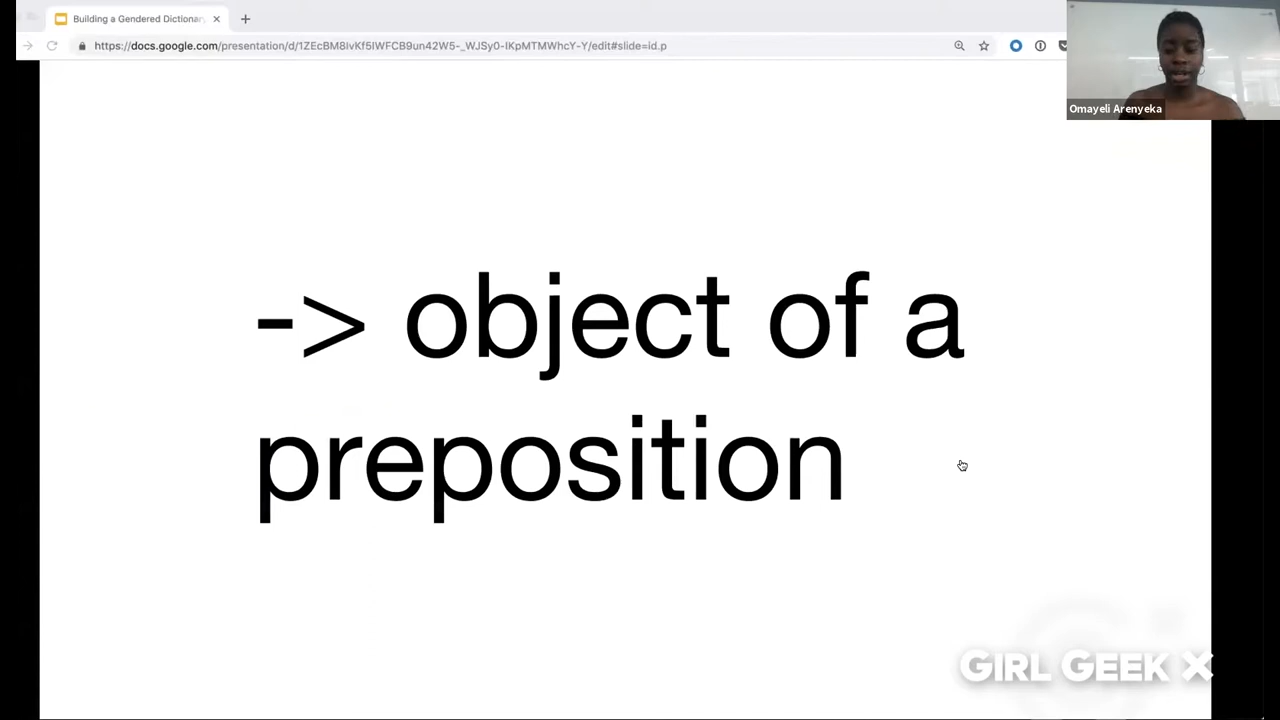 Building a Gendered Dictionary
https://docs.google.com/presentation/d/1ZEcBM8IvKf5IWFCB9un42W5-_WJSy0-IKpMTMWhcY-Y/edit#slide=id.p
Omayeli Arenyeka
-> object of a
preposition
GIRL GEEK X